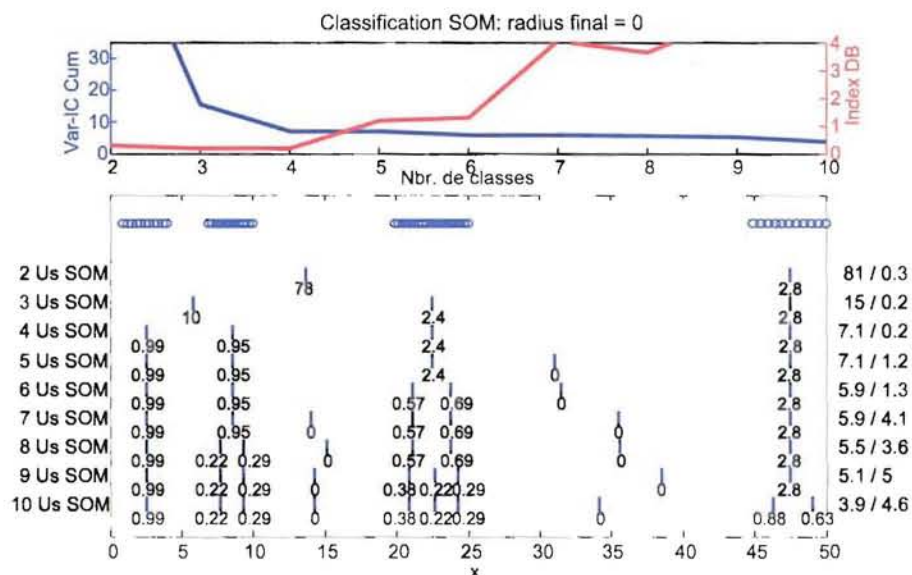 Classification SOM: radius final = 0
Var-IC Cum
30
20
10
0
4
3
2
1
0
Index DB
2 3 4 5 6 7 8 9 10
Nbr. de classes
2 Us SOM 78 2.8 81 / 0.3
3 Us SOM 10 2.4 2.8 15 / 0.2
4 Us SOM 0.99 0.95 2.4 2.8 7.1 / 0.2
5 Us SOM 0.99 0.95 2.4 0 2.8 7.1 / 1.2
6 Us SOM 0.99 0.95 0.57 0.69 0 2.8 5.9 / 1.3
7 Us SOM 0.99 0.95 0 0.57 0.69 0 2.8 5.9 / 4.1
8 Us SOM 0.99 0.22 0.29 0 0.57 0.69 0 2.8 5.5 / 3.6
9 Us SOM 0.99 0.22 0.29 0 0.38 0.22 0.29 0 2.8 5.1 / 5
10 Us SOM 0.99 0.22 0.29 0 0.38 0.22 0.29 0 0.88 0.63 3.9 / 4.6
0 5 10 15 20 25 30 35 40 45 50
x